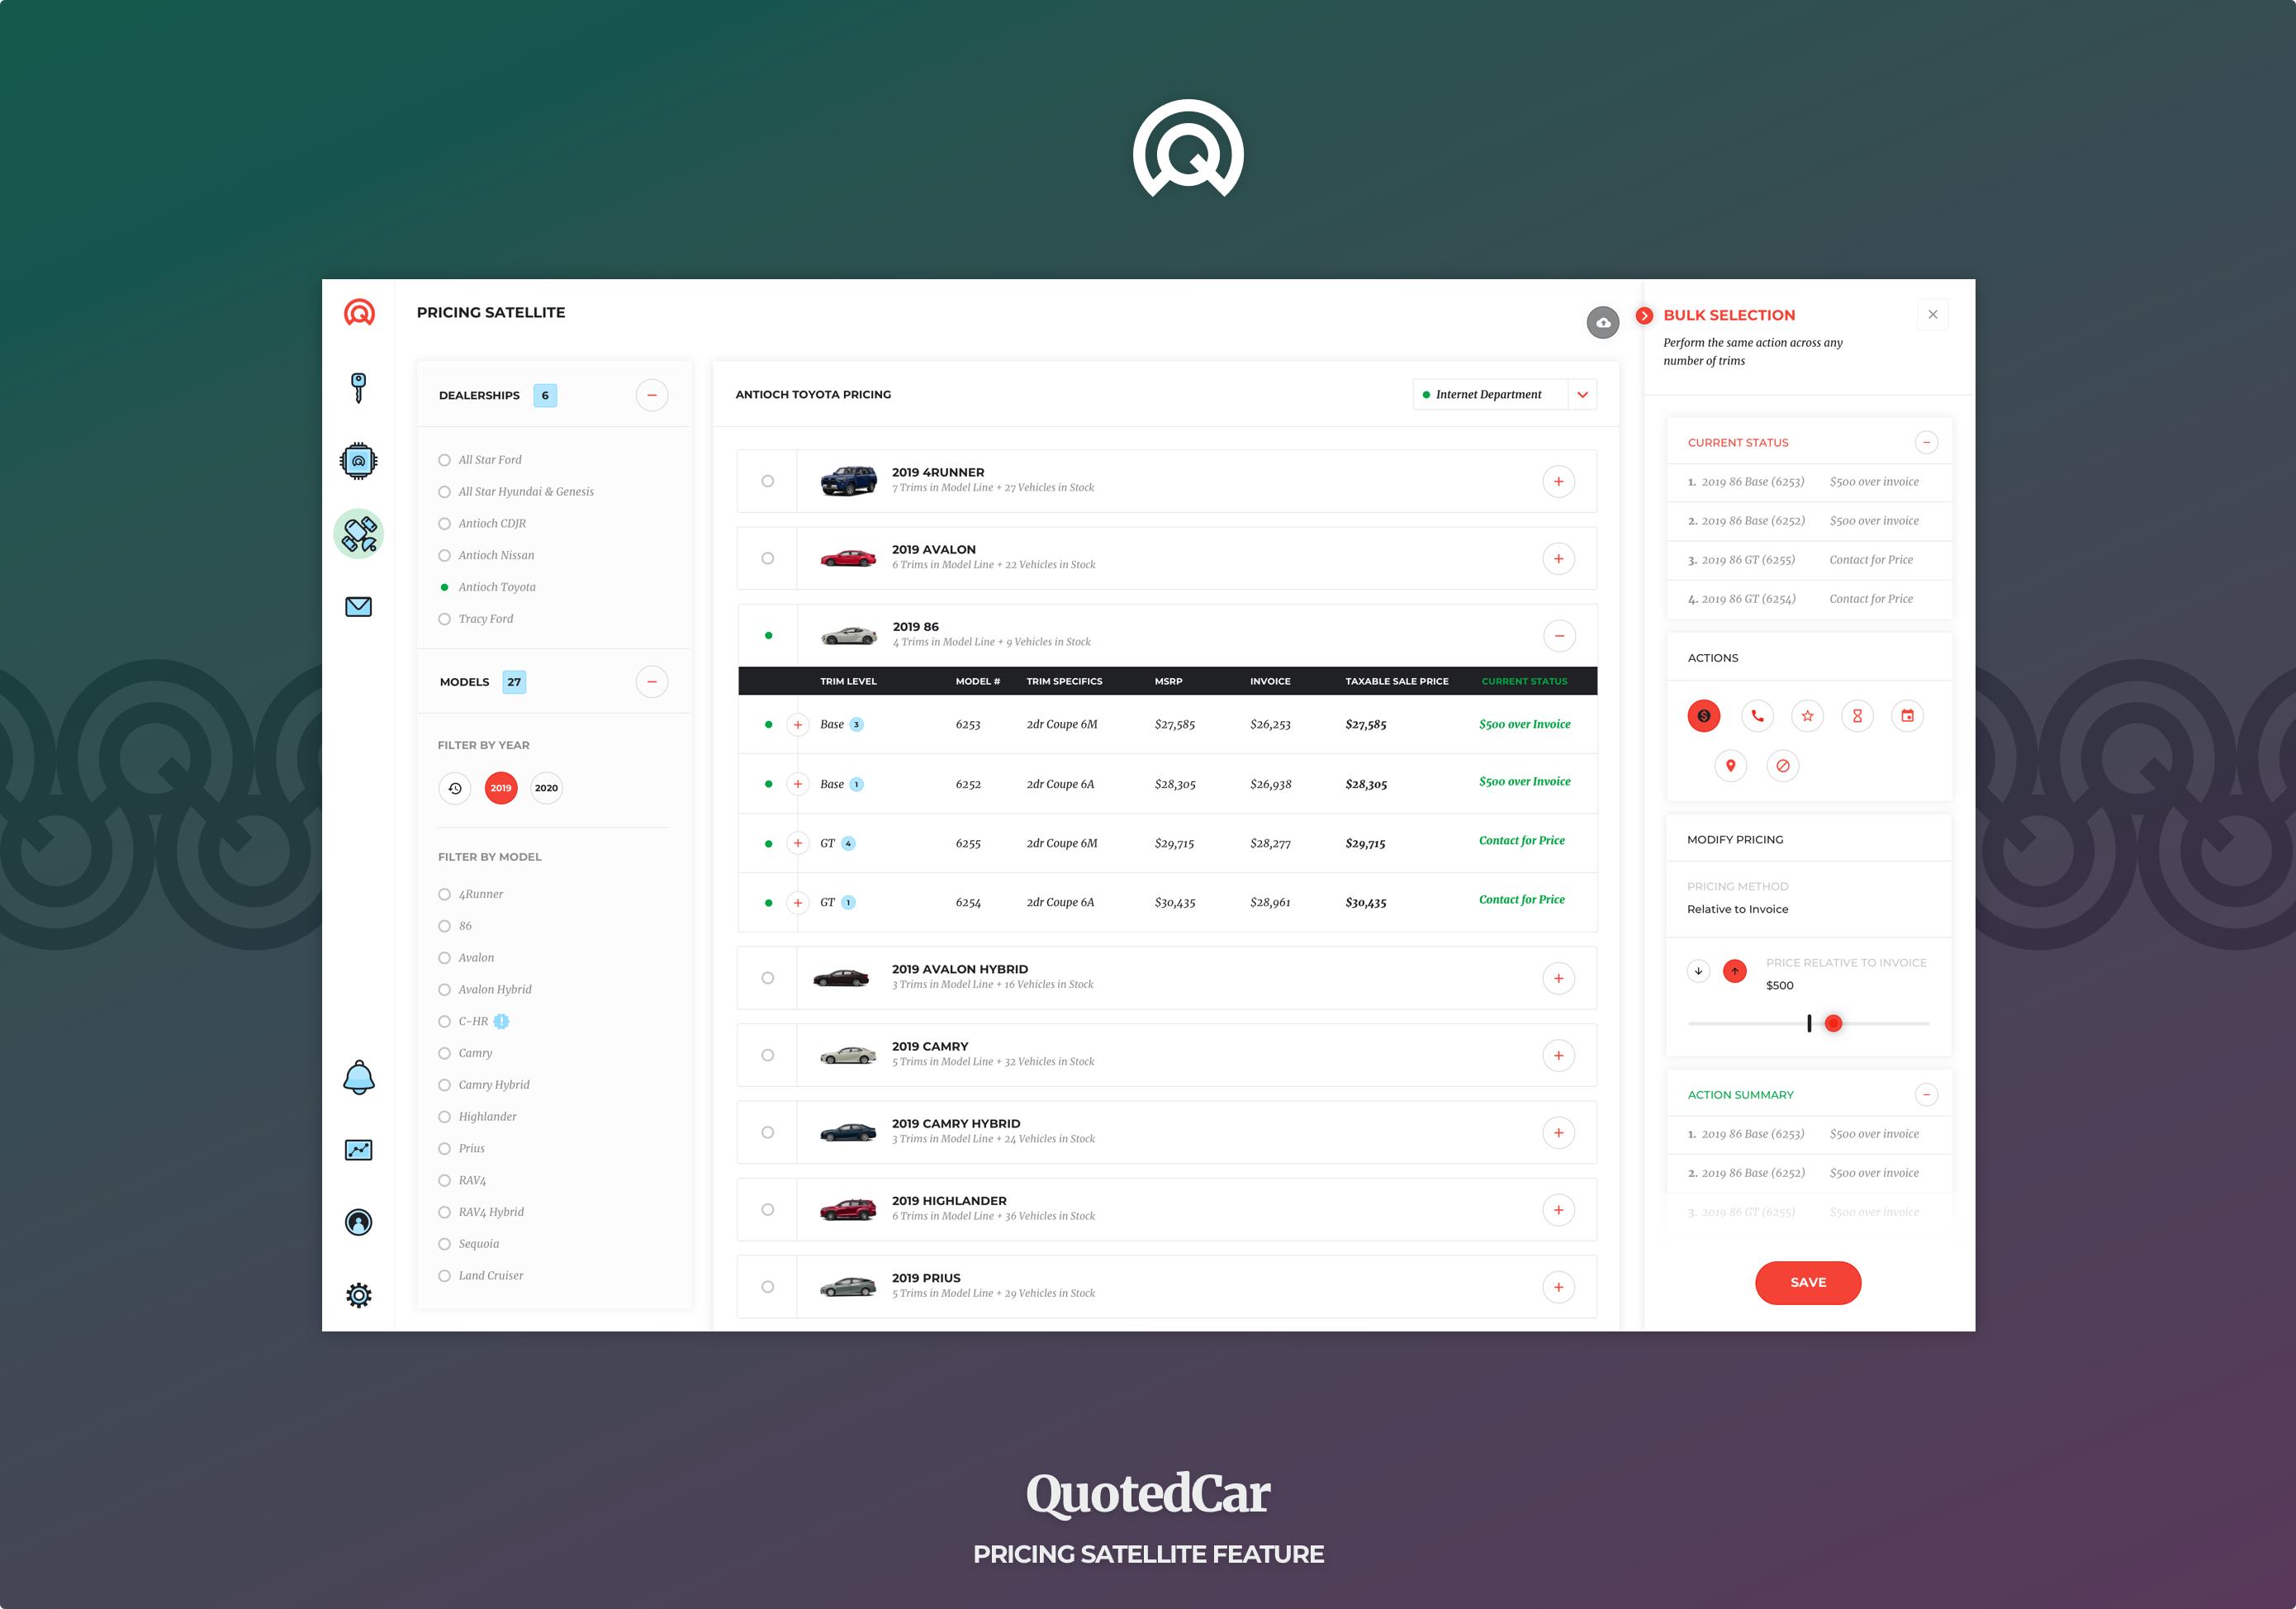 PRICING SATELLITE
DEALERSHIPS 6
All Star Ford
All Star Hyundai & Genesis
Antioch CDJR
Antioch Nissan
Antioch Toyota
Tracy Ford
MODELS 27
FILTER BY YEAR
2019 2020
FILTER BY MODEL
4Runner
86
Avalon
Avalon Hybrid
C-HR !
Camry
Camry Hybrid
Highlander
Prius
RAV4
RAV4 Hybrid
Sequoia
Land Cruiser
ANTIOCH TOYOTA PRICING
Internet Department
2019 4RUNNER
7 Trims in Model Line + 27 Vehicles in Stock
2019 AVALON
6 Trims in Model Line + 22 Vehicles in Stock
2019 86
4 Trims in Model Line + 9 Vehicles in Stock
TRIM LEVEL MODEL # TRIM SPECIFICS MSRP INVOICE TAXABLE SALE PRICE CURRENT STATUS
Base 3 6253 2dr Coupe 6M $27,585 $26,253 $27,585 $500 over Invoice
Base 1 6252 2dr Coupe 6A $28,305 $26,938 $28,305 $500 over Invoice
GT 4 6255 2dr Coupe 6M $29,715 $28,277 $29,715 Contact for Price
GT 1 6254 2dr Coupe 6A $30,435 $28,961 $30,435 Contact for Price
2019 AVALON HYBRID
3 Trims in Model Line + 16 Vehicles in Stock
2019 CAMRY
5 Trims in Model Line + 32 Vehicles in Stock
2019 CAMRY HYBRID
3 Trims in Model Line + 24 Vehicles in Stock
2019 HIGHLANDER
6 Trims in Model Line + 36 Vehicles in Stock
2019 PRIUS
5 Trims in Model Line + 29 Vehicles in Stock
BULK SELECTION
Perform the same action across any
number of trims
CURRENT STATUS
1. 2019 86 Base (6253) $500 over invoice
2. 2019 86 Base (6252) $500 over invoice
3. 2019 86 GT (6255) Contact for Price
4. 2019 86 GT (6254) Contact for Price
ACTIONS
MODIFY PRICING
PRICING METHOD
Relative to Invoice
PRICE RELATIVE TO INVOICE
$500
ACTION SUMMARY
1. 2019 86 Base (6253) $500 over invoice
2. 2019 86 Base (6252) $500 over invoice
3. 2019 86 GT (6255) $500 over invoice
SAVE
QuotedCar
PRICING SATELLITE FEATURE